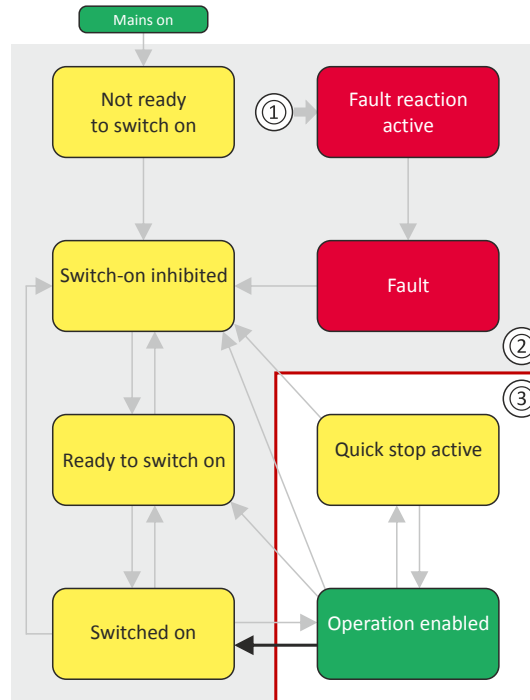 Mains on
Not ready
to switch on
①
Fault reaction
active
Switch-on inhibited
Fault
②
③
Ready to switch on
Quick stop active
Switched on
Operation enabled